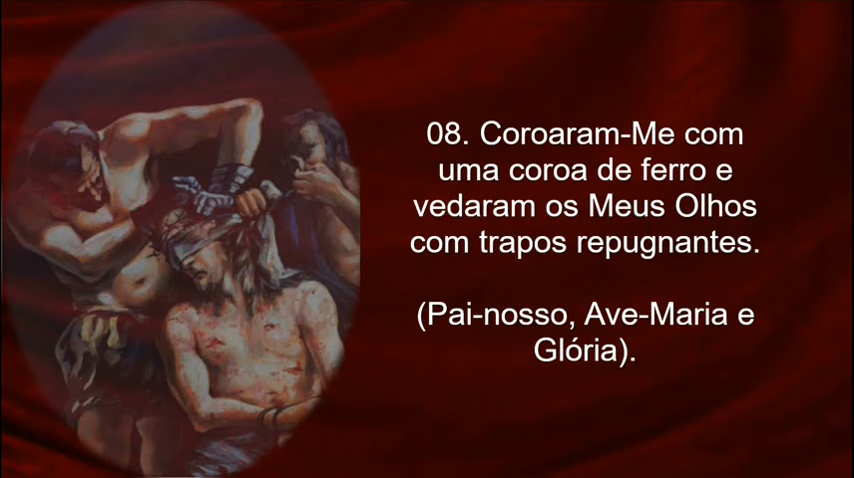 08. Coroaram-Me com
uma coroa de ferro e
vedaram os Meus Olhos
com trapos repugnantes.
(Pai-nosso, Ave-Maria e
Glória).